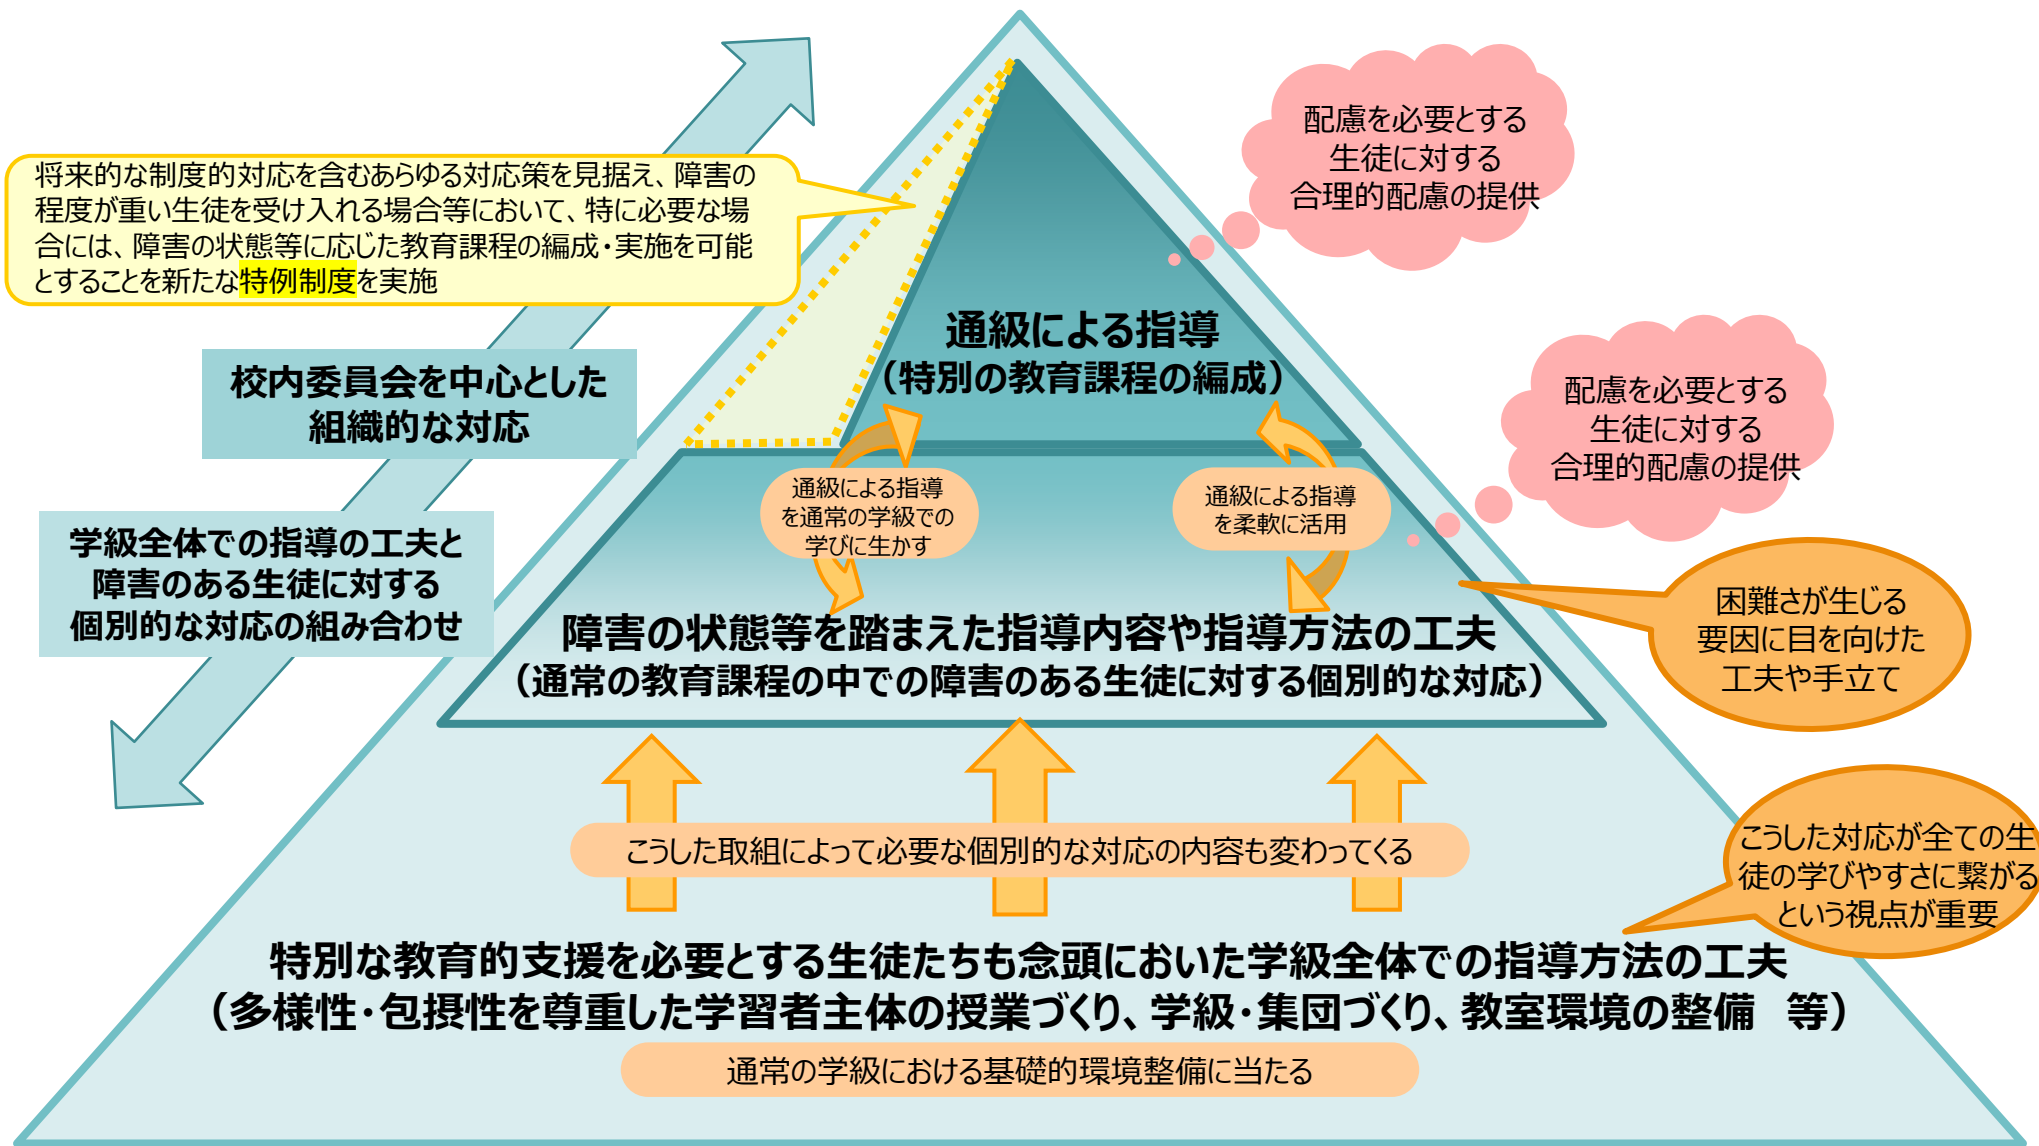 配慮を必要とする
生徒に対する
合理的配慮の提供
将来的な制度的対応を含むあらゆる対応策を見据え、障害の
程度が重い生徒を受け入れる場合等において、特に必要な場
合には、障害の状態等に応じた教育課程の編成・実施を可能
とすることを新たな特例制度を実施
通級による指導
（特別の教育課程の編成）
校内委員会を中心とした
組織的な対応
配慮を必要とする
生徒に対する
合理的配慮の提供
通級による指導
を通常の学級での
学びに生かす
通級による指導
を柔軟に活用
学級全体での指導の工夫と
障害のある生徒に対する
個別的な対応の組み合わせ
障害の状態等を踏まえた指導内容や指導方法の工夫
（通常の教育課程の中での障害のある生徒に対する個別的な対応）
困難さが生じる
要因に目を向けた
工夫や手立て
こうした取組によって必要な個別的な対応の内容も変わってくる
こうした対応が全ての生
徒の学びやすさに繋がる
という視点が重要
特別な教育的支援を必要とする生徒たちも念頭においた学級全体での指導方法の工夫
（多様性・包摂性を尊重した学習者主体の授業づくり、学級・集団づくり、教室環境の整備　等）
通常の学級における基礎的環境整備に当たる